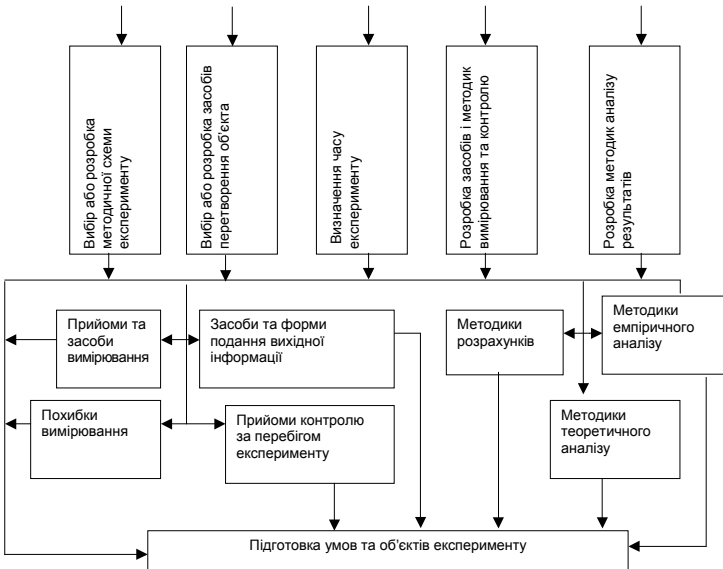 Вибір або розробка
методичної схеми
експерименту
Вибір або розробка засобів
перетворення об'єкта
Визначення часу
експерименту
Розробка засобів і методик
вимірювання та контролю
Розробка методик аналізу
результатів
Прийоми та
засоби
вимірювання
Засоби та форми
подання вихідної
інформації
Методики
розрахунків
Методики
емпіричного
аналізу
Похибки
вимірювання
Прийоми контролю
за перебігом
експерименту
Методики
теоретичного
аналізу
Підготовка умов та об'єктів експерименту